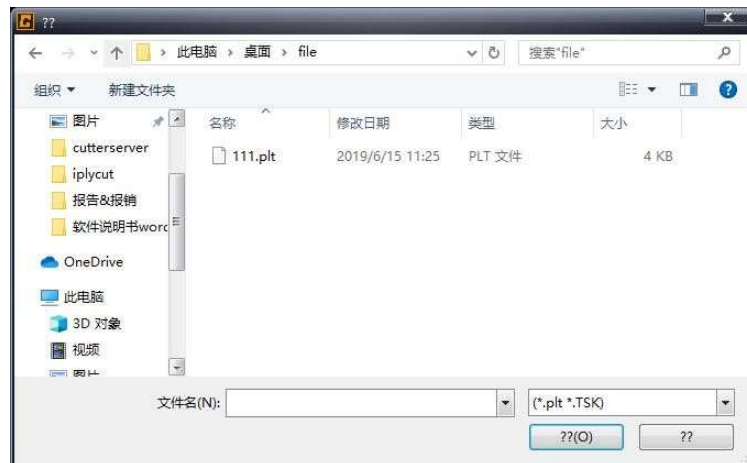 ??
此电脑 › 桌面 › file
搜索"file"
组织
新建文件夹
名称
修改日期
类型
大小
图片
cutterserver
iplycut
报告&报销
软件说明书word
OneDrive
此电脑
3D 对象
视频
图片
111.plt
2019/6/15 11:25
PLT 文件
4 KB
文件名(N):
(*.plt *.TSK)
??(O)
??